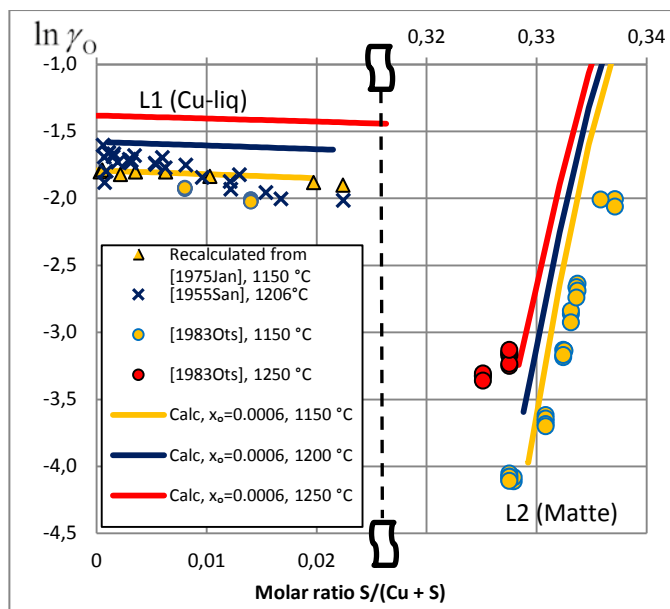 ln γO
0,32 0,33 0,34
-1,0
L1 (Cu-liq)
-1,5
-2,0
-2,5
-3,0
-3,5
-4,0
-4,5
Recalculated from
[1975Jan], 1150 °C
[1955San], 1206°C
[1983Ots], 1150 °C
[1983Ots], 1250 °C
Calc, xₒ=0.0006, 1150 °C
Calc, xₒ=0.0006, 1200 °C
Calc, xₒ=0.0006, 1250 °C
L2 (Matte)
0 0,01 0,02
Molar ratio S/(Cu + S)